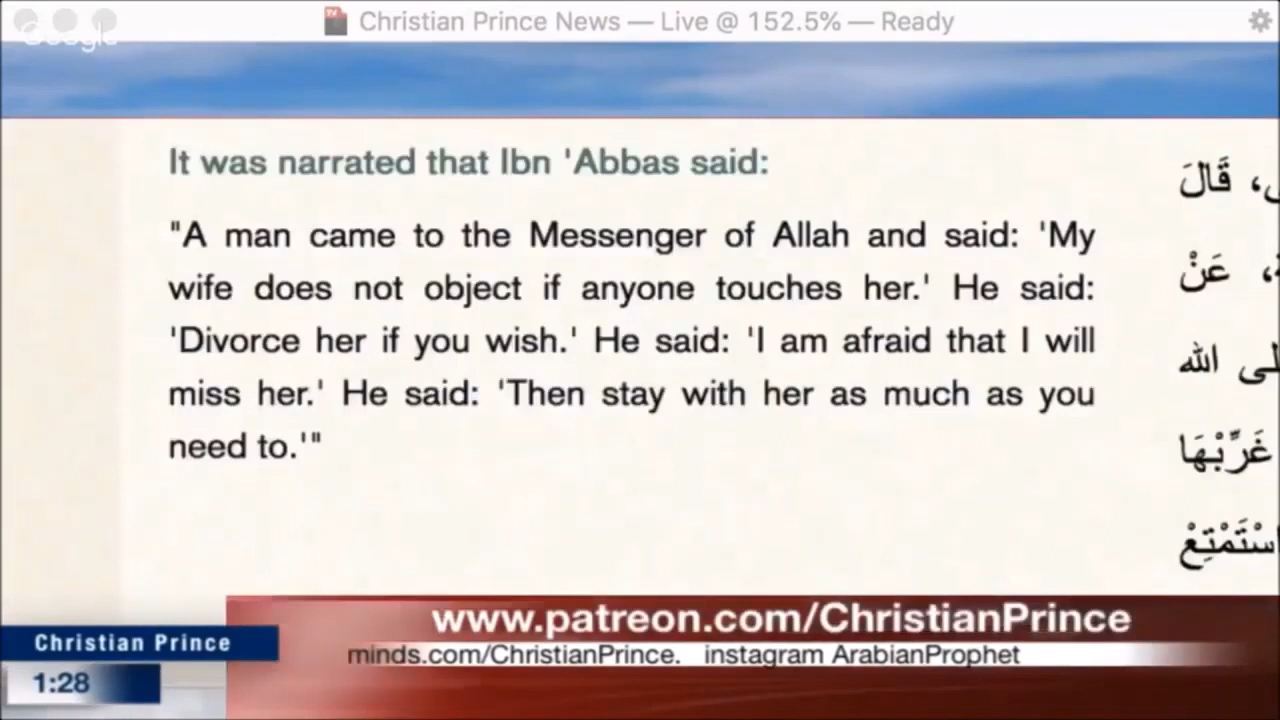 Christian Prince News — Live @ 152.5% — Ready
Google
It was narrated that Ibn 'Abbas said:
"A man came to the Messenger of Allah and said: 'My
wife does not object if anyone touches her.' He said:
'Divorce her if you wish.' He said: 'I am afraid that I will
miss her.' He said: 'Then stay with her as much as you
need to.'"
قَالَ
عَنْ
الله
غَرِّبْهَا
www.patreon.com/ChristianPrince
minds.com/ChristianPrince. instagram ArabianProphet
Christian Prince
1:28